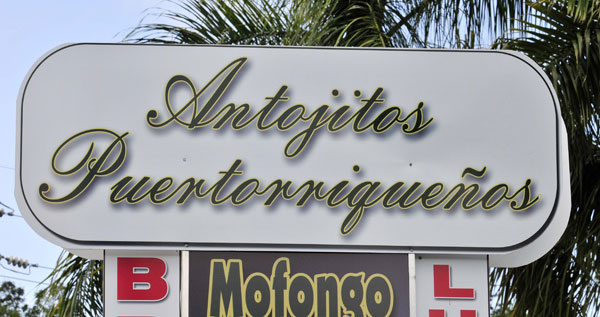 Antojitos
Puertorriqueños
Mofongo
B
L